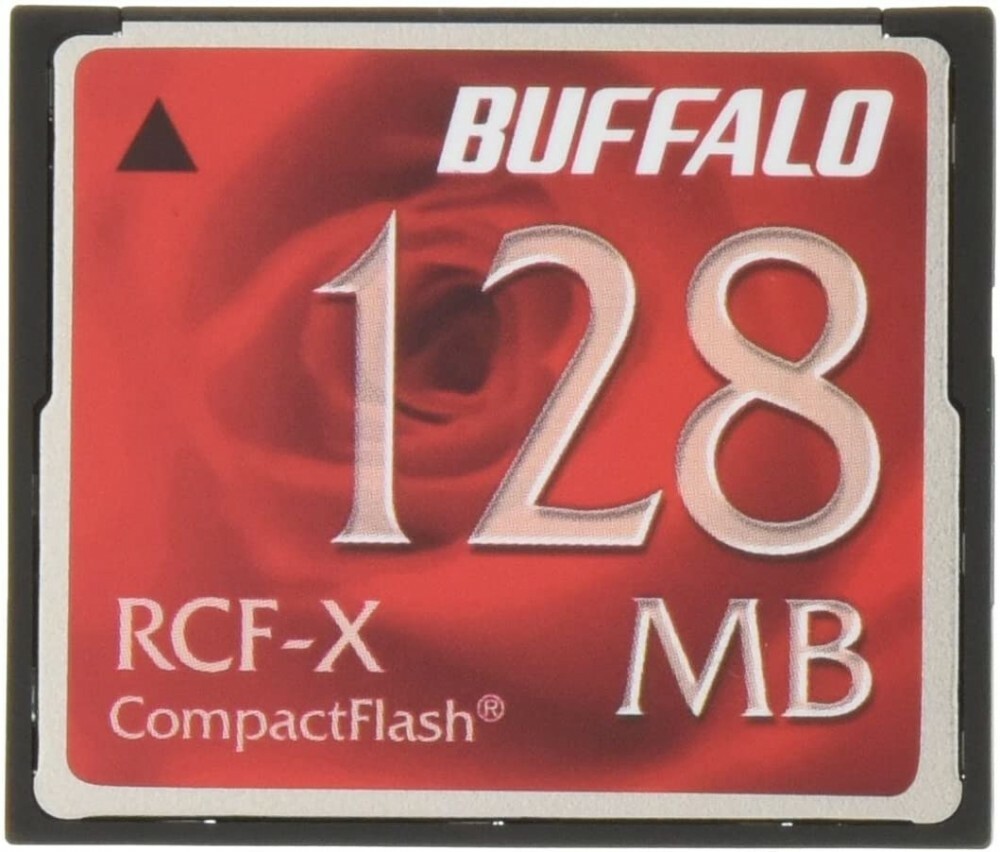 BUFFALO
128
MB
RCF-X
CompactFlash®